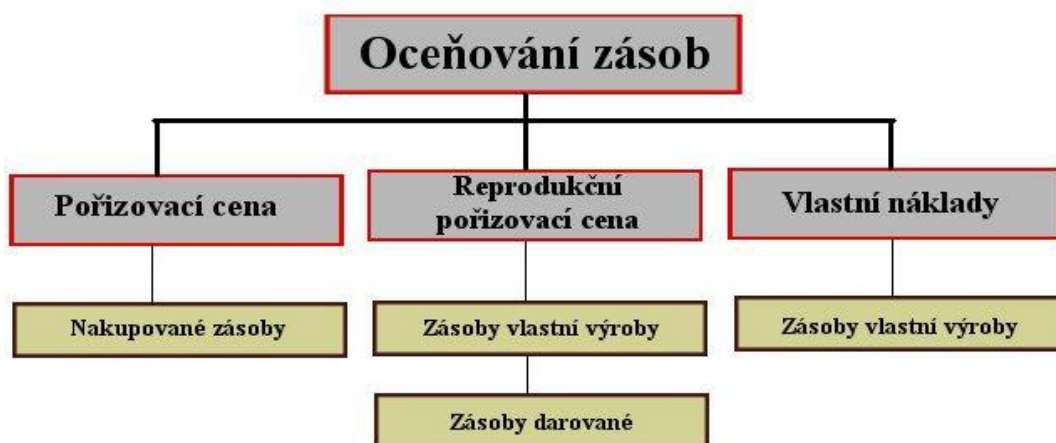 Oceňování zásob
Pořizovací cena
Reprodukční
pořizovací cena
Vlastní náklady
Nakupované zásoby
Zásoby vlastní výroby
Zásoby vlastní výroby
Zásoby darované